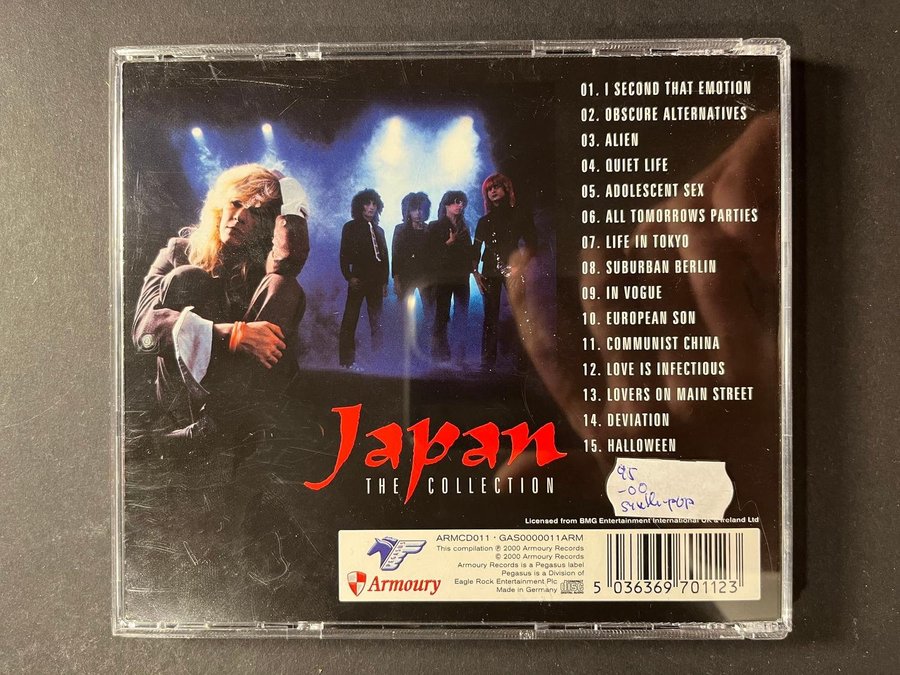 01. I SECOND THAT EMOTION
02. OBSCURE ALTERNATIVES
03. ALIEN
04. QUIET LIFE
05. ADOLESCENT SEX
06. ALL TOMORROWS PARTIES
07. LIFE IN TOKYO
08. SUBURBAN BERLIN
09. IN VOGUE
10. EUROPEAN SON
11. COMMUNIST CHINA
12. LOVE IS INFECTIOUS
13. LOVERS ON MAIN STREET
14. DEVIATION
15. HALLOWEEN
Japan
THE COLLECTION
95
-00
Licensed from BMG Entertainment International UK & Ireland Ltd
ARMCD011 · GAS0000011ARM
This compilation ℗ 2000 Armoury Records
© 2000 Armoury Records
Armoury Records is a Pegasus label
Pegasus is a Division of
Eagle Rock Entertainment Plc
Made in Germany
Armoury
disc
DIGITAL AUDIO
5 036369 701123